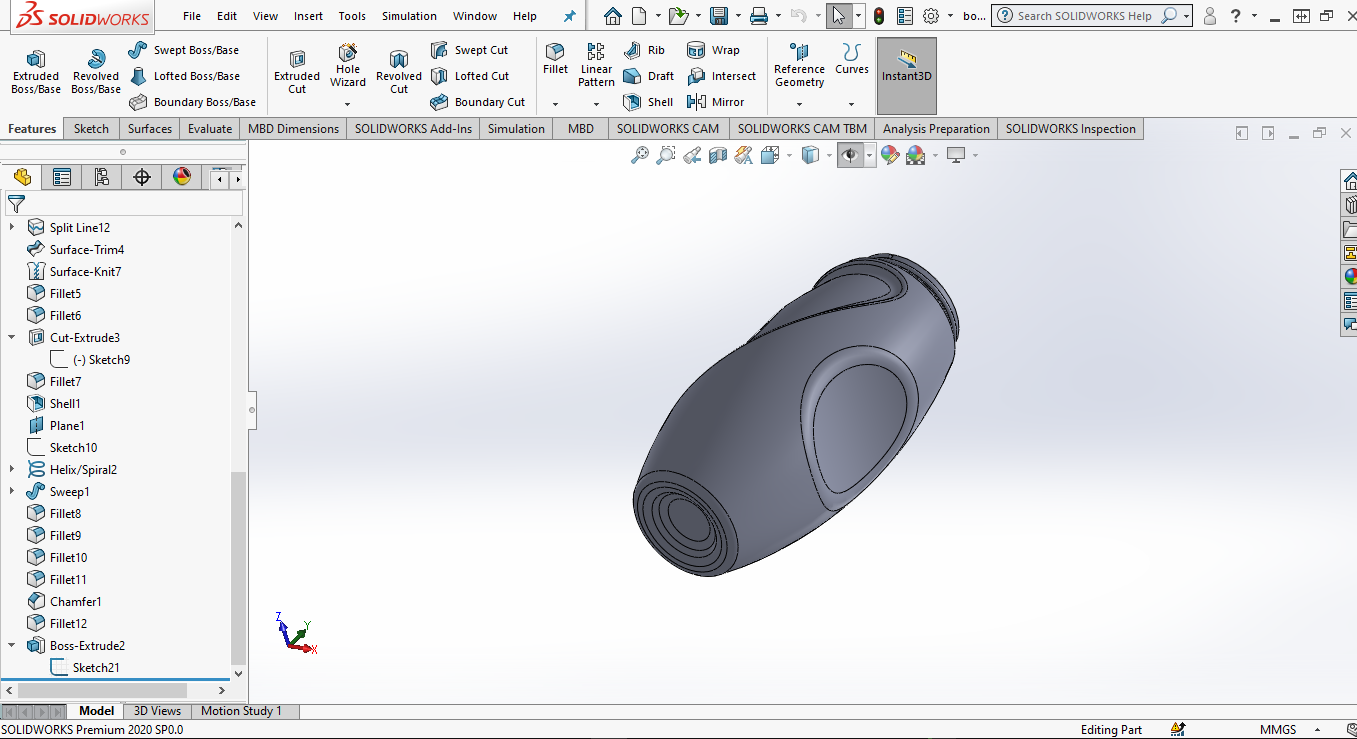 SOLIDWORKS File Edit View Insert Tools Simulation Window Help bo... Search SOLIDWORKS Help ?
Extruded Boss/Base
Revolved Boss/Base
Swept Boss/Base
Lofted Boss/Base
Boundary Boss/Base
Extruded Cut
Hole Wizard
Revolved Cut
Swept Cut
Lofted Cut
Boundary Cut
Fillet
Linear Pattern
Rib
Draft
Shell
Wrap
Intersect
Mirror
Reference Geometry
Curves
Instant3D
Features Sketch Surfaces Evaluate MBD Dimensions SOLIDWORKS Add-Ins Simulation MBD SOLIDWORKS CAM SOLIDWORKS CAM TBM Analysis Preparation SOLIDWORKS Inspection
Split Line12
Surface-Trim4
Surface-Knit7
Fillet5
Fillet6
Cut-Extrude3
(-) Sketch9
Fillet7
Shell1
Plane1
Sketch10
Helix/Spiral2
Sweep1
Fillet8
Fillet9
Fillet10
Fillet11
Chamfer1
Fillet12
Boss-Extrude2
Sketch21
Z
Y
X
Model 3D Views Motion Study 1
SOLIDWORKS Premium 2020 SP0.0 Editing Part MMGS